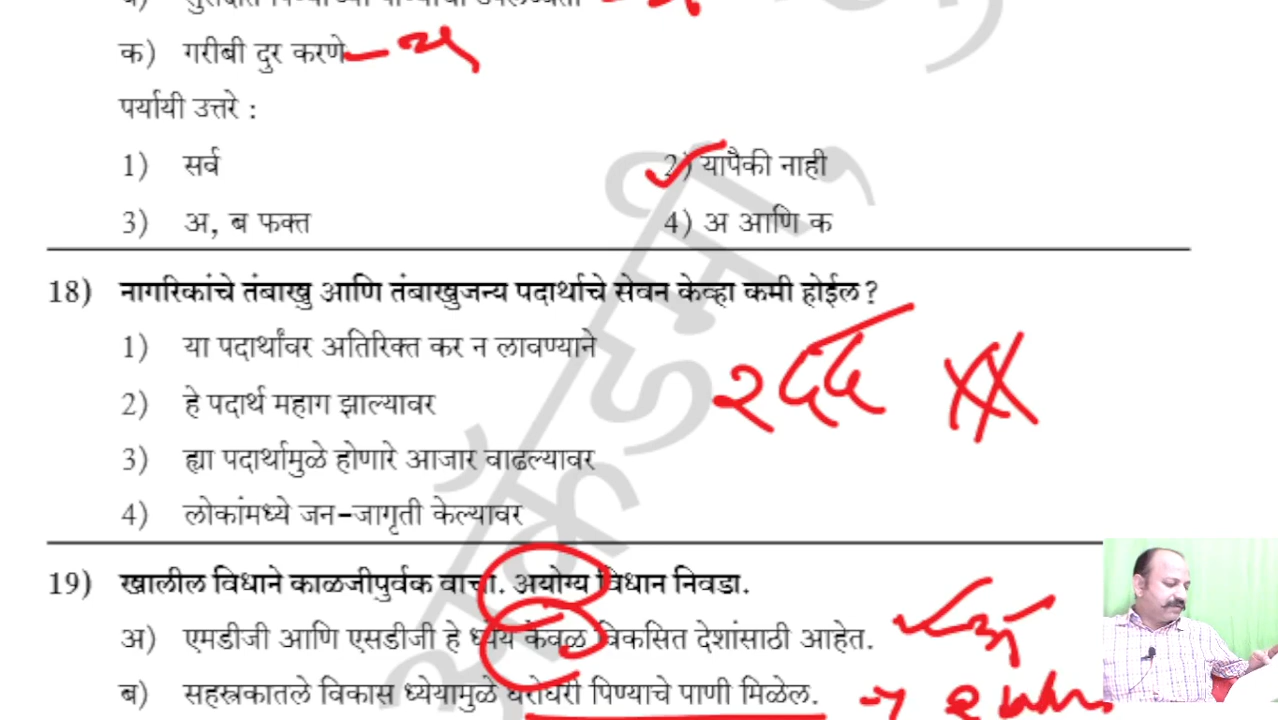 क) गरीबी दुर करणे
पर्यायी उत्तरे :
1) सर्व 2) यापैकी नाही
3) अ, ब फक्त 4) अ आणि क
18) नागरिकांचे तंबाखु आणि तंबाखुजन्य पदार्थाचे सेवन केव्हा कमी होईल?
1) या पदार्थांवर अतिरिक्त कर न लावण्याने
2) हे पदार्थ महाग झाल्यावर
3) ह्या पदार्थामुळे होणारे आजार वाढल्यावर
4) लोकांमध्ये जन-जागृती केल्यावर
रद्द
19) खालील विधाने काळजीपुर्वक वाचा. अयोग्य विधान निवडा.
अ) एमडीजी आणि एसडीजी हे ध्येय केवळ विकसित देशांसाठी आहेत.
ब) सहस्त्रकातले विकास ध्येयामुळे घरोघरी पिण्याचे पाणी मिळेल.